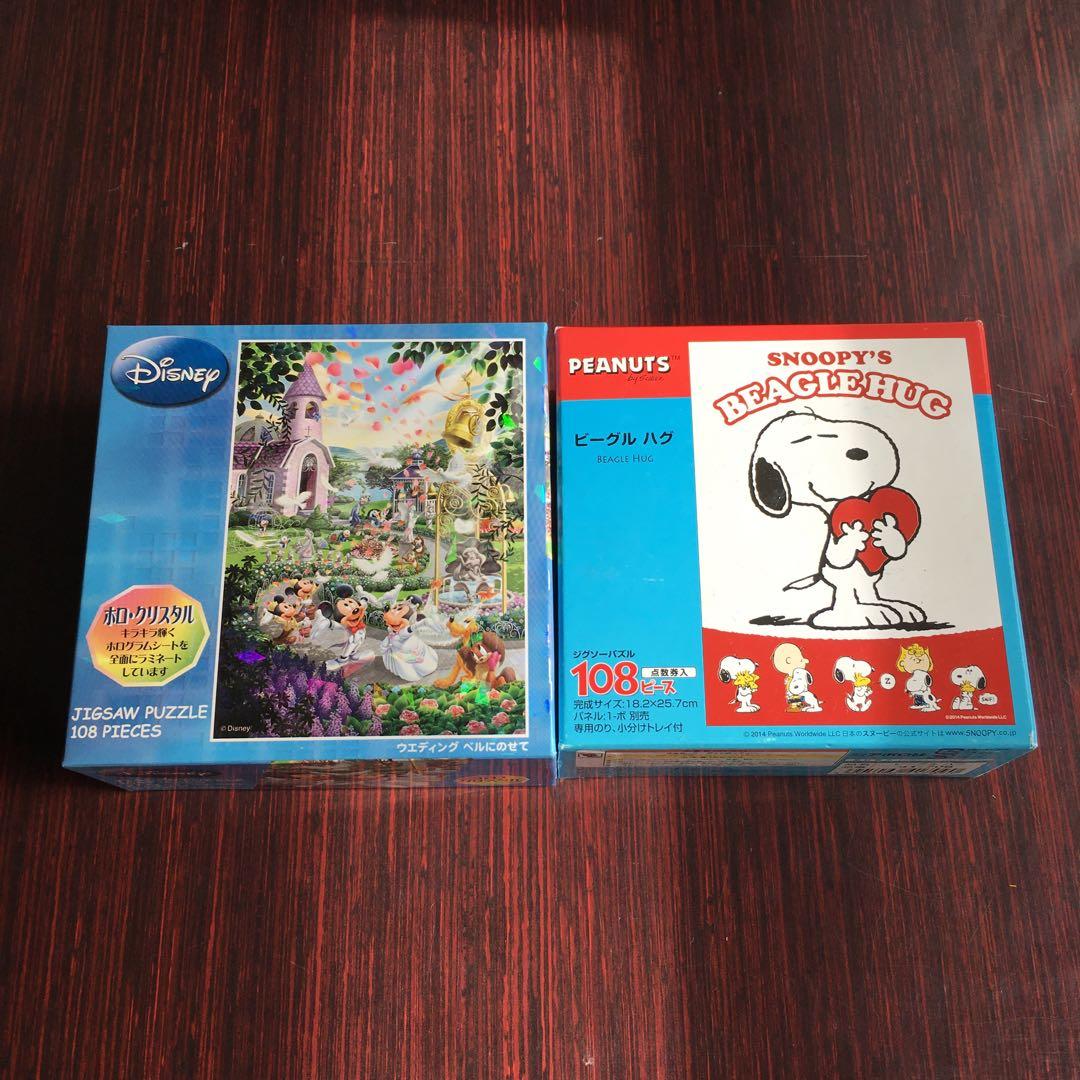 Disney
ホロ・クリスタル
キラキラ輝く
ホログラムシートを
全面にラミネート
しています
JIGSAW PUZZLE
108 PIECES
© Disney
ウエディング ベルにのせて
PEANUTS™
by Schulz
ビーグル ハグ
BEAGLE HUG
SNOOPY'S
BEAGLE HUG
Z
ジグソーパズル
108ピース
点数券入
完成サイズ:18.2×25.7cm
パネル:1-ボ 別売
専用のり、小分けトレイ付
©2014 Peanuts Worldwide LLC
© 2014 Peanuts Worldwide LLC 日本のスヌーピーの公式サイトは www.SNOOPY.co.jp